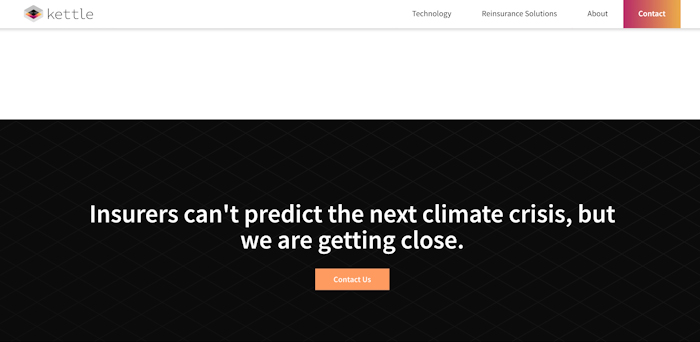 kettle
Technology
Reinsurance Solutions
About
Contact
Insurers can't predict the next climate crisis, but
we are getting close.
Contact Us